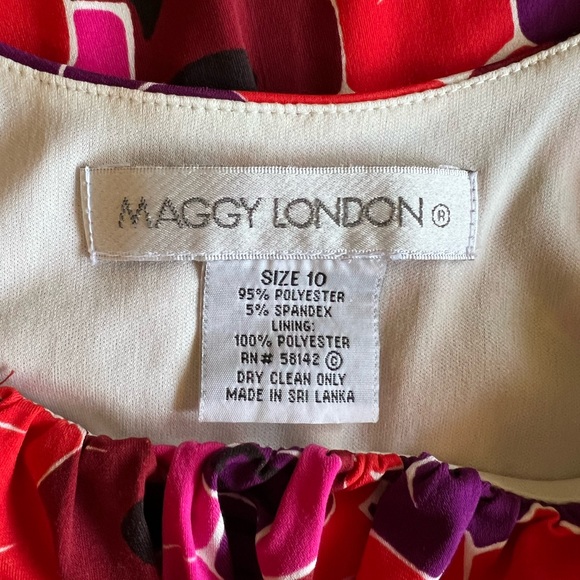 MAGGY LONDON ®
SIZE 10
95% POLYESTER
5% SPANDEX
LINING:
100% POLYESTER
RN# 58142 ©
DRY CLEAN ONLY
MADE IN SRI LANKA